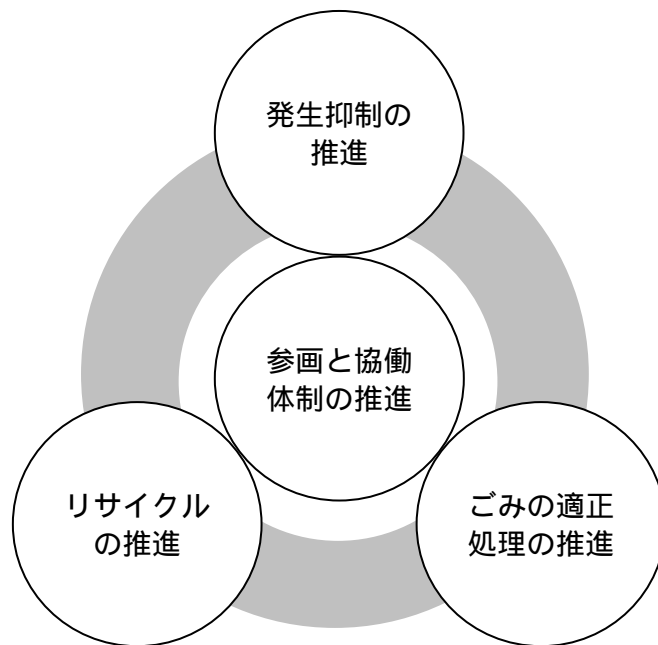 発生抑制の
推進
参画と協働
体制の推進
リサイクル
の推進
ごみの適正
処理の推進